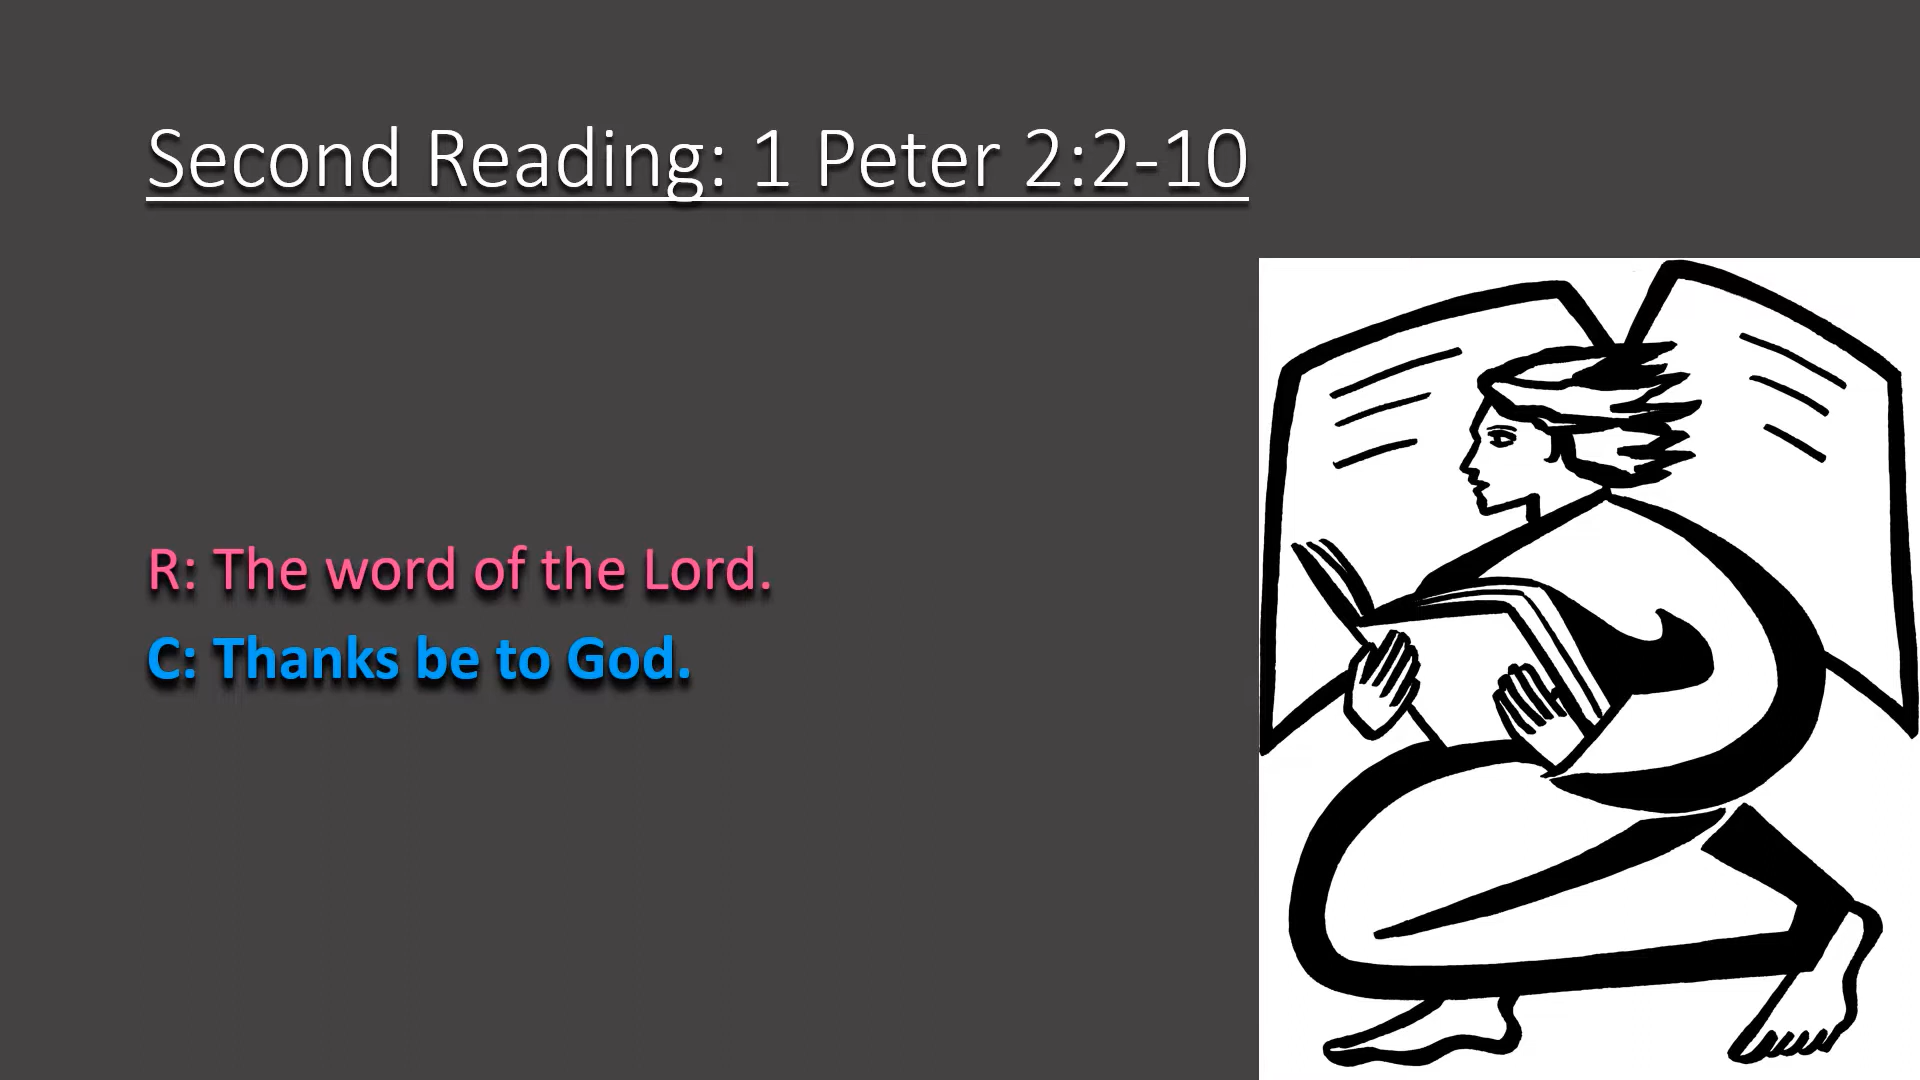 Second Reading: 1 Peter 2:2-10
R: The word of the Lord.
C: Thanks be to God.